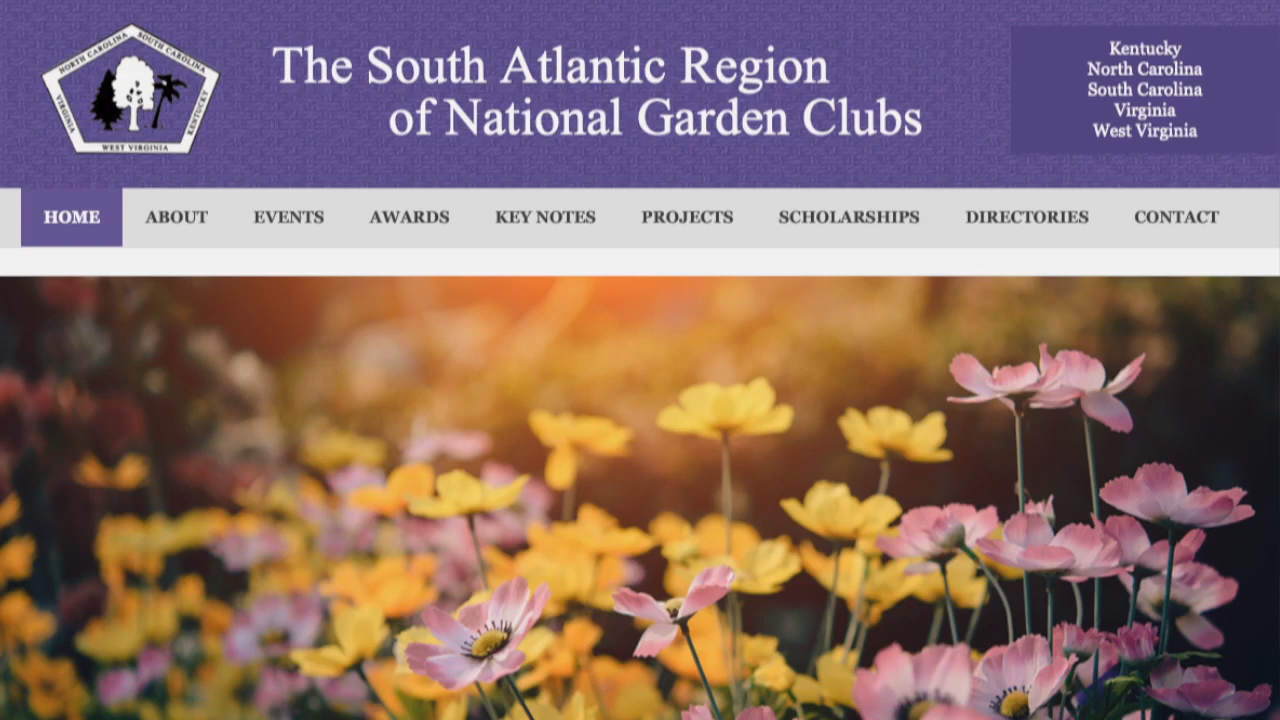 NORTH CAROLINA
SOUTH CAROLINA
VIRGINIA
KENTUCKY
WEST VIRGINIA
The South Atlantic Region
of National Garden Clubs
Kentucky
North Carolina
South Carolina
Virginia
West Virginia
HOME ABOUT EVENTS AWARDS KEY NOTES PROJECTS SCHOLARSHIPS DIRECTORIES CONTACT